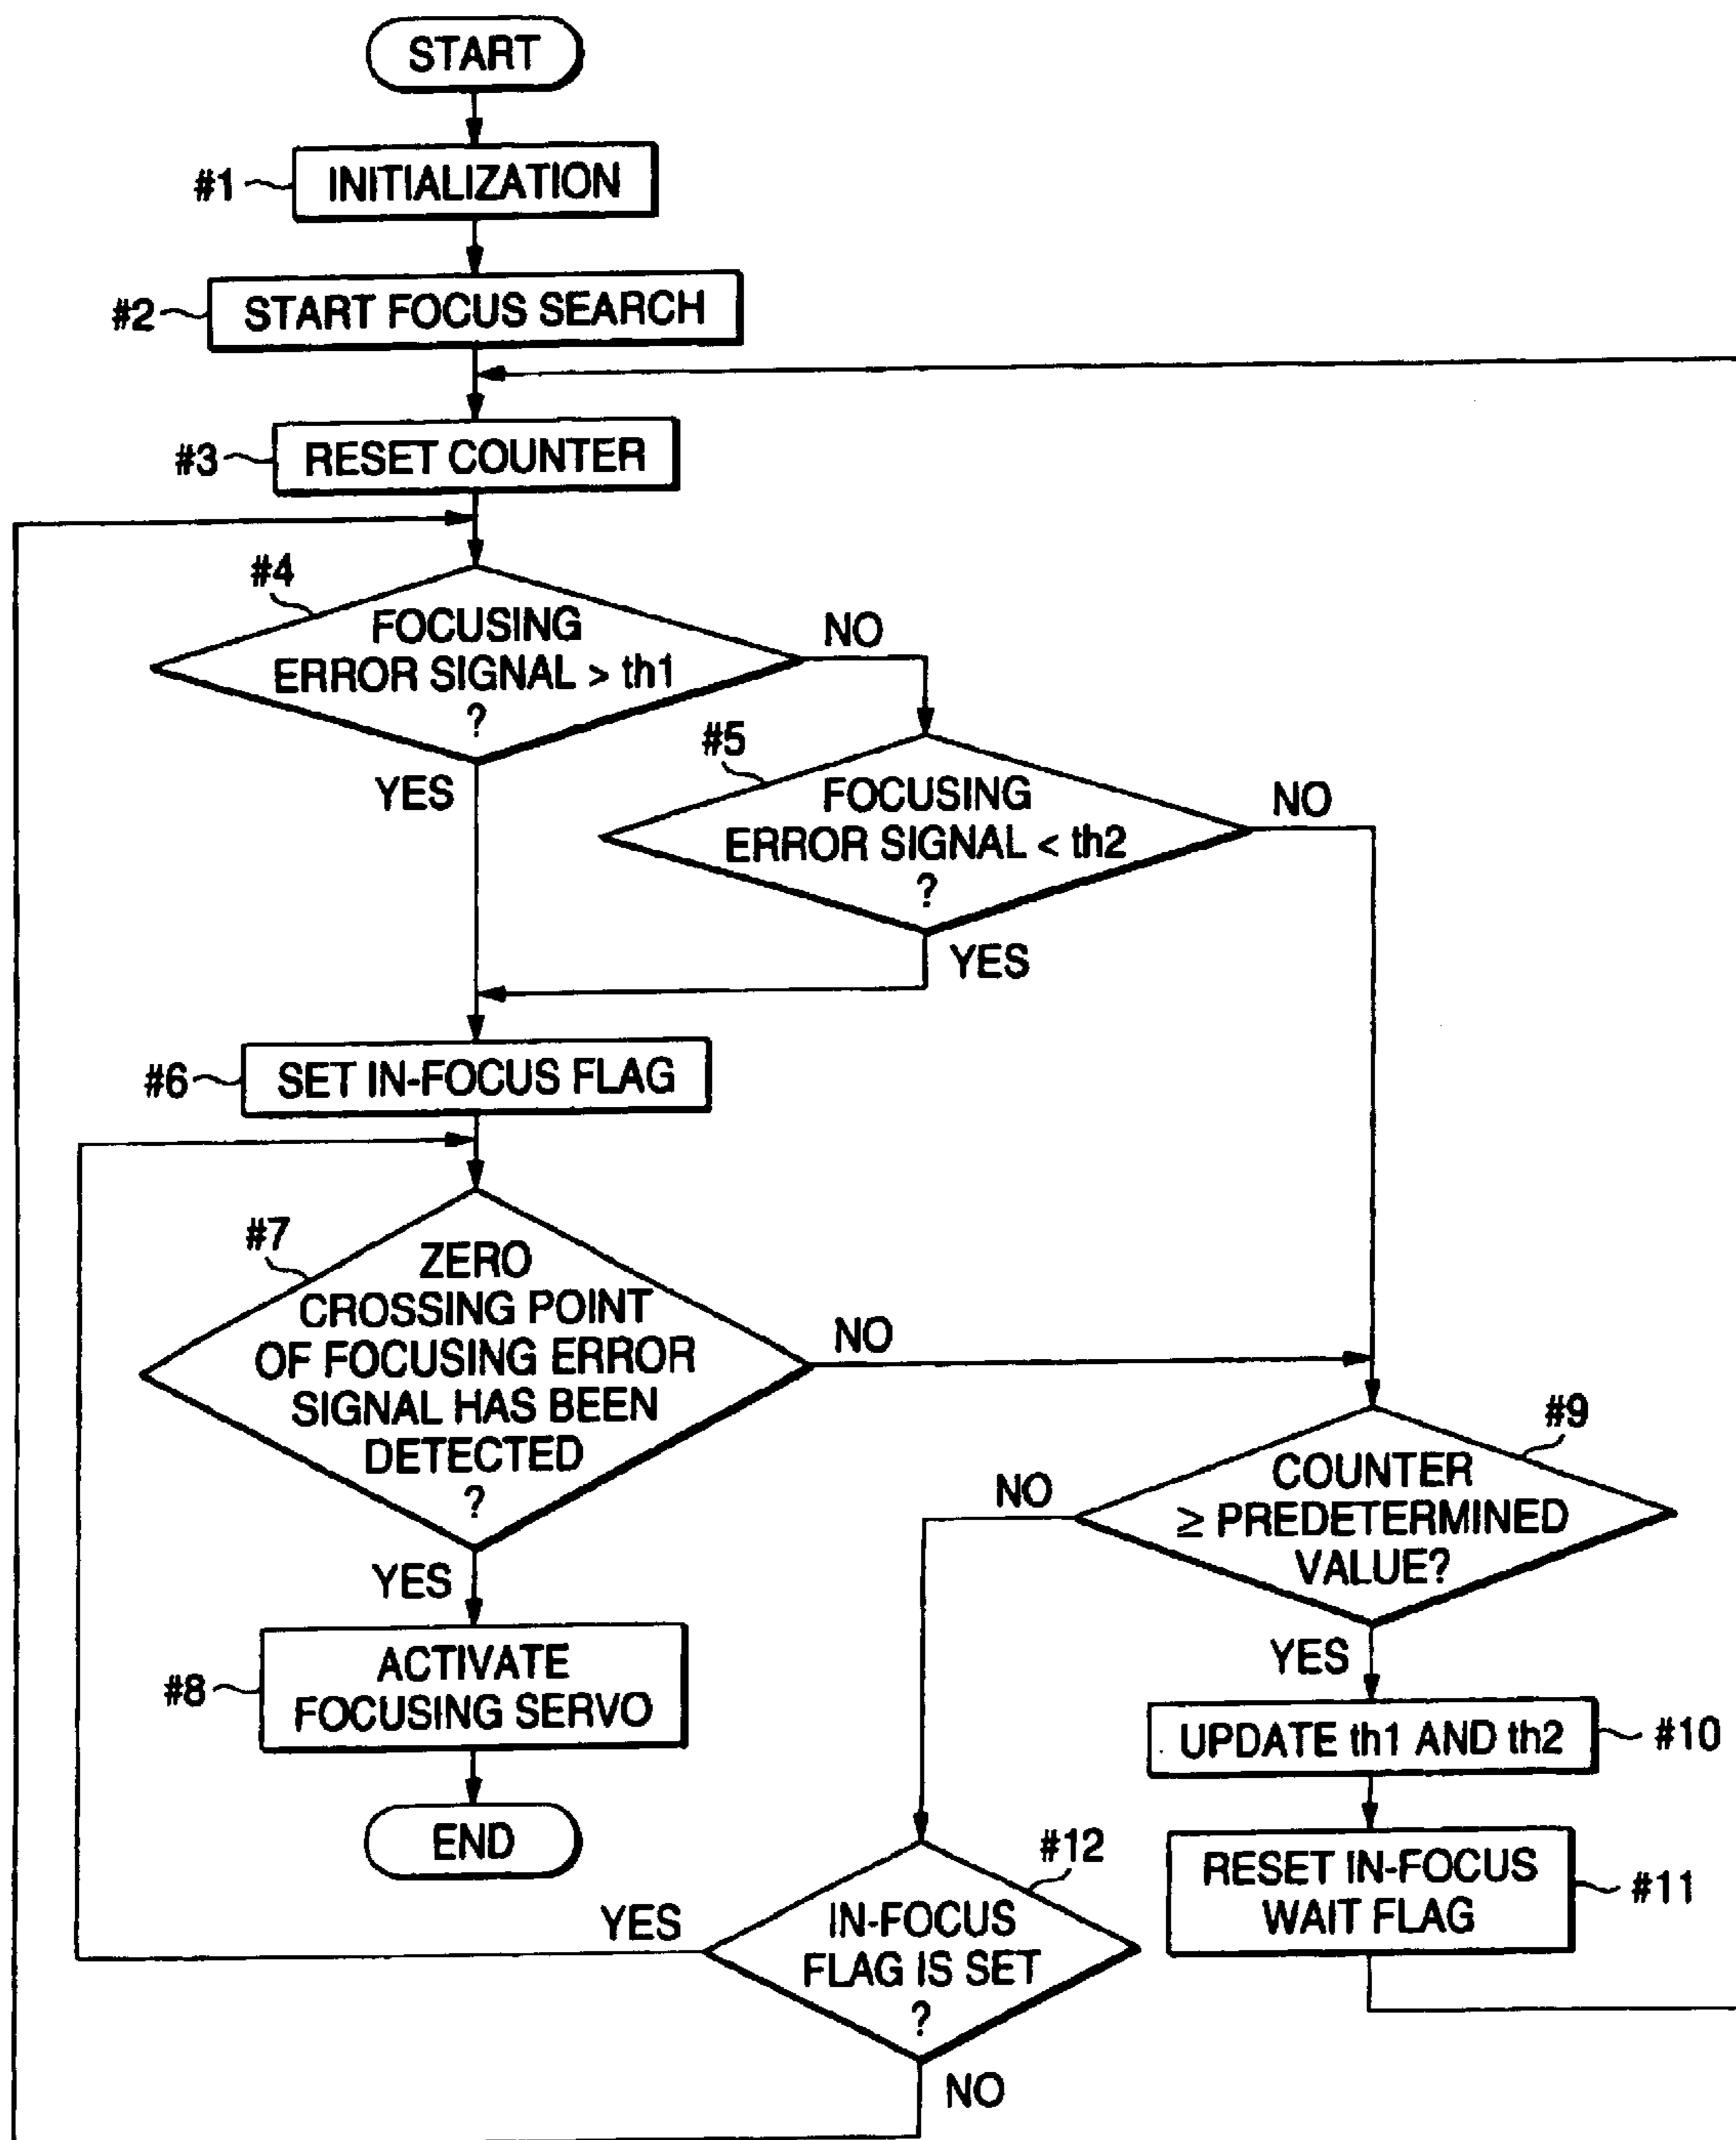 START
#1
INITIALIZATION
#2
START FOCUS SEARCH
#3
RESET COUNTER
#4
FOCUSING
ERROR SIGNAL > th1
?
NO
YES
#5
FOCUSING
ERROR SIGNAL < th2
?
NO
YES
#6
SET IN-FOCUS FLAG
#7
ZERO
CROSSING POINT
OF FOCUSING ERROR
SIGNAL HAS BEEN
DETECTED
?
NO
YES
#8
ACTIVATE
FOCUSING SERVO
END
#9
COUNTER
≥ PREDETERMINED
VALUE?
NO
YES
UPDATE th1 AND th2
#10
RESET IN-FOCUS
WAIT FLAG
#11
#12
IN-FOCUS
FLAG IS SET
?
YES
NO